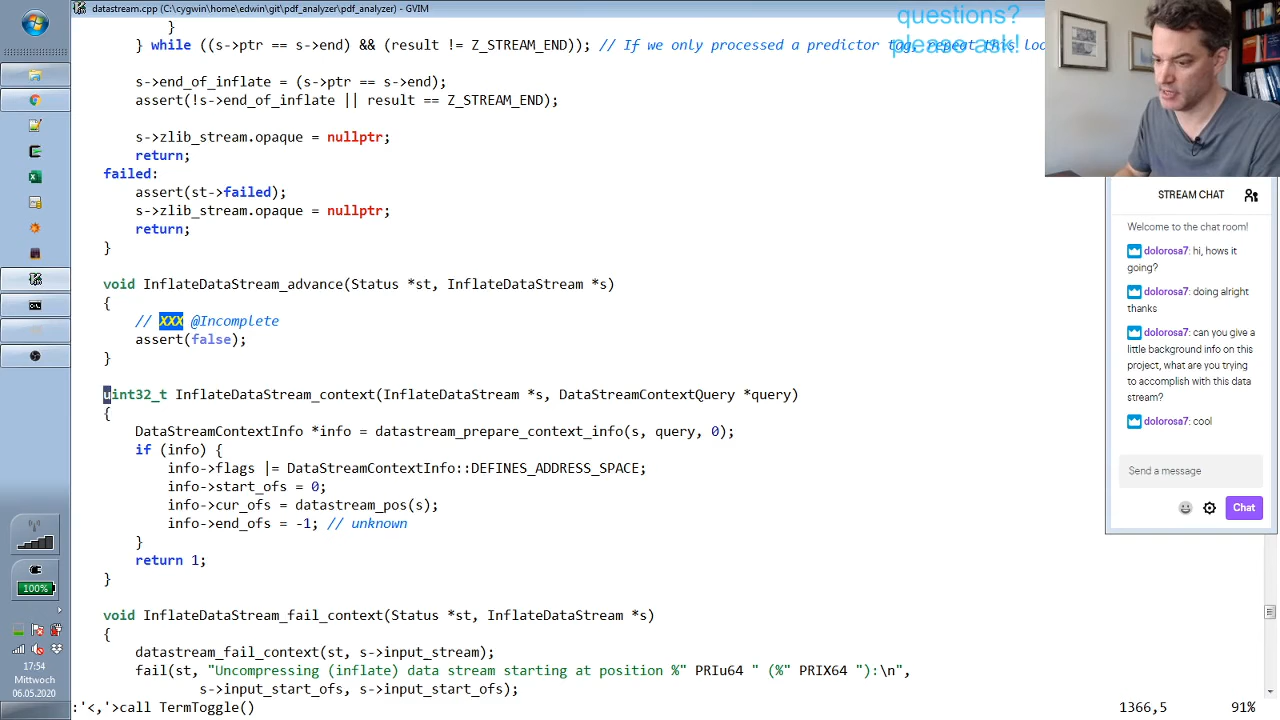 datastream.cpp (C:\cygwin\home\edwin\git\pdf_analyzer\pdf_analyzer) - GVIM
questions?
please ask!
}
} while ((s->ptr == s->end) && (result != Z_STREAM_END)); // If we only processed a predictor tag, repeat this loo
s->end_of_inflate = (s->ptr == s->end);
assert(!s->end_of_inflate || result == Z_STREAM_END);
s->zlib_stream.opaque = nullptr;
return;
failed:
assert(st->failed);
s->zlib_stream.opaque = nullptr;
return;
}
void InflateDataStream_advance(Status *st, InflateDataStream *s)
{
// XXX @Incomplete
assert(false);
}
uint32_t InflateDataStream_context(InflateDataStream *s, DataStreamContextQuery *query)
{
DataStreamContextInfo *info = datastream_prepare_context_info(s, query, 0);
if (info) {
info->flags |= DataStreamContextInfo::DEFINES_ADDRESS_SPACE;
info->start_ofs = 0;
info->cur_ofs = datastream_pos(s);
info->end_ofs = -1; // unknown
}
return 1;
}
void InflateDataStream_fail_context(Status *st, InflateDataStream *s)
{
datastream_fail_context(st, s->input_stream);
fail(st, "Uncompressing (inflate) data stream starting at position %" PRIu64 " (%" PRIX64 "):\n",
s->input_start_ofs, s->input_start_ofs);
:'<,'>call TermToggle()
1366,5
91%
STREAM CHAT
Welcome to the chat room!
dolorosa7: hi, hows it
going?
dolorosa7: doing alright
thanks
dolorosa7: can you give a
little background info on this
project, what are you trying
to accomplish with this data
stream?
dolorosa7: cool
Send a message
Chat
100%
17:54
Mittwoch
06.05.2020